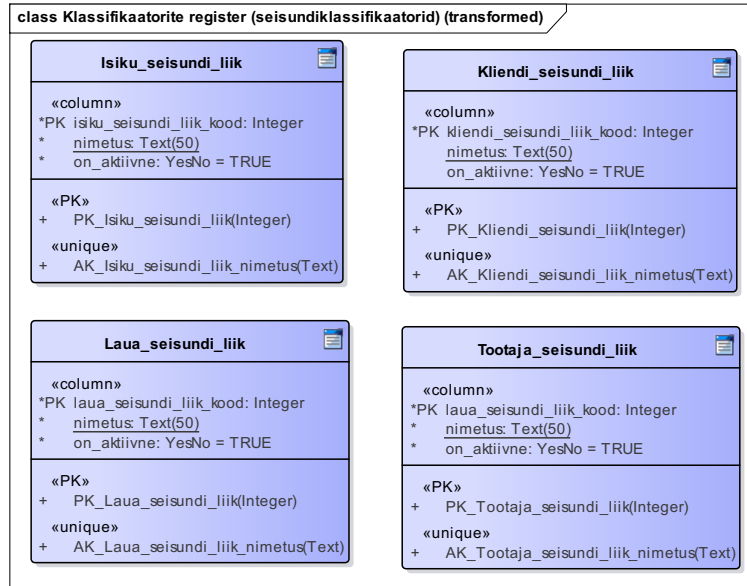 class Klassifikaatorite register (seisundiklassifikaatorid) (transformed)
Isiku_seisundi_liik
«column»
*PK isiku_seisundi_liik_kood: Integer
* nimetus: Text(50)
* on_aktiivne: YesNo = TRUE
«PK»
+ PK_Isiku_seisundi_liik(Integer)
«unique»
+ AK_Isiku_seisundi_liik_nimetus(Text)
Kliendi_seisundi_liik
«column»
*PK kliendi_seisundi_liik_kood: Integer
nimetus: Text(50)
on_aktiivne: YesNo = TRUE
«PK»
+ PK_Kliendi_seisundi_liik(Integer)
«unique»
+ AK_Kliendi_seisundi_liik_nimetus(Text)
Laua_seisundi_liik
«column»
*PK laua_seisundi_liik_kood: Integer
* nimetus: Text(50)
* on_aktiivne: YesNo = TRUE
«PK»
+ PK_Laua_seisundi_liik(Integer)
«unique»
+ AK_Laua_seisundi_liik_nimetus(Text)
Tootaja_seisundi_liik
«column»
*PK laua_seisundi_liik_kood: Integer
* nimetus: Text(50)
* on_aktiivne: YesNo = TRUE
«PK»
+ PK_Tootaja_seisundi_liik(Integer)
«unique»
+ AK_Tootaja_seisundi_liik_nimetus(Text)